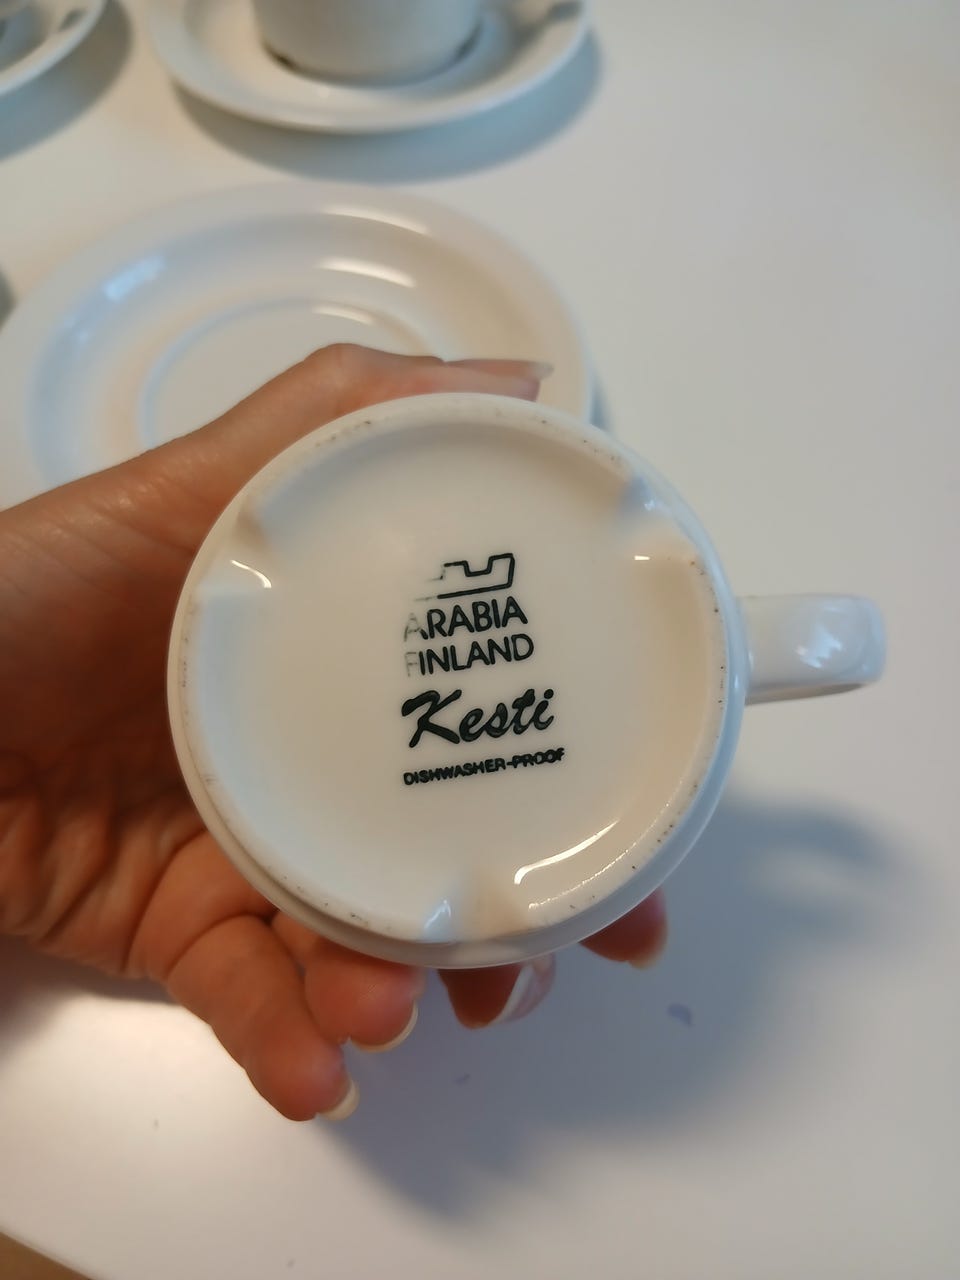 ARABIA
FINLAND
Kesti
DISHWASHER-PROOF